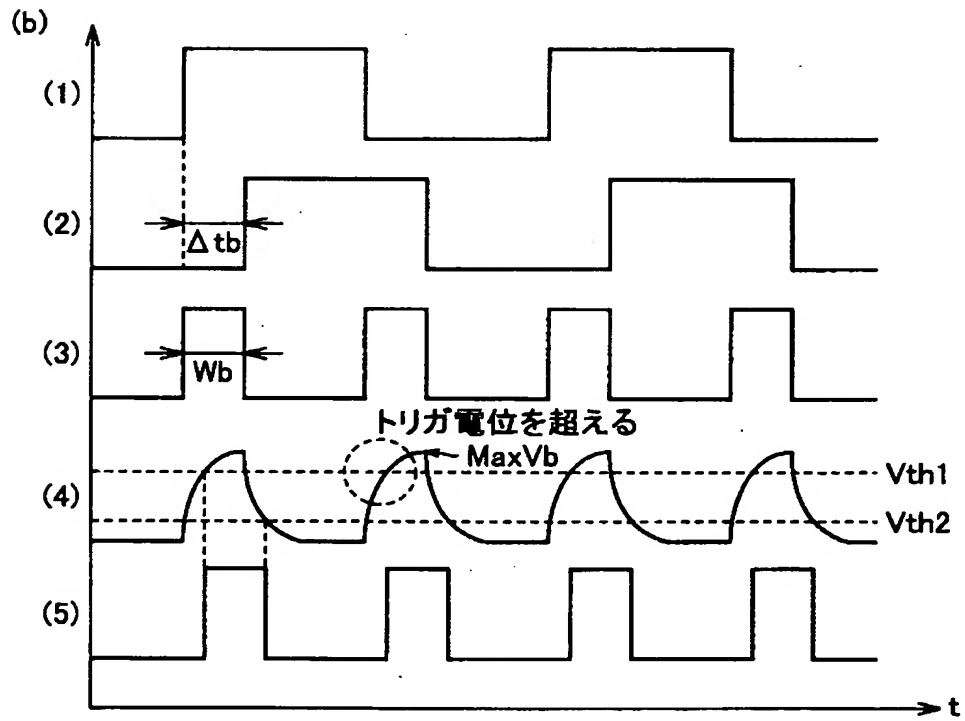 (b)
(1)
(2)
Δtb
(3)
Wb
トリガ電位を超える
MaxVb
Vth1
(4)
Vth2
(5)
t